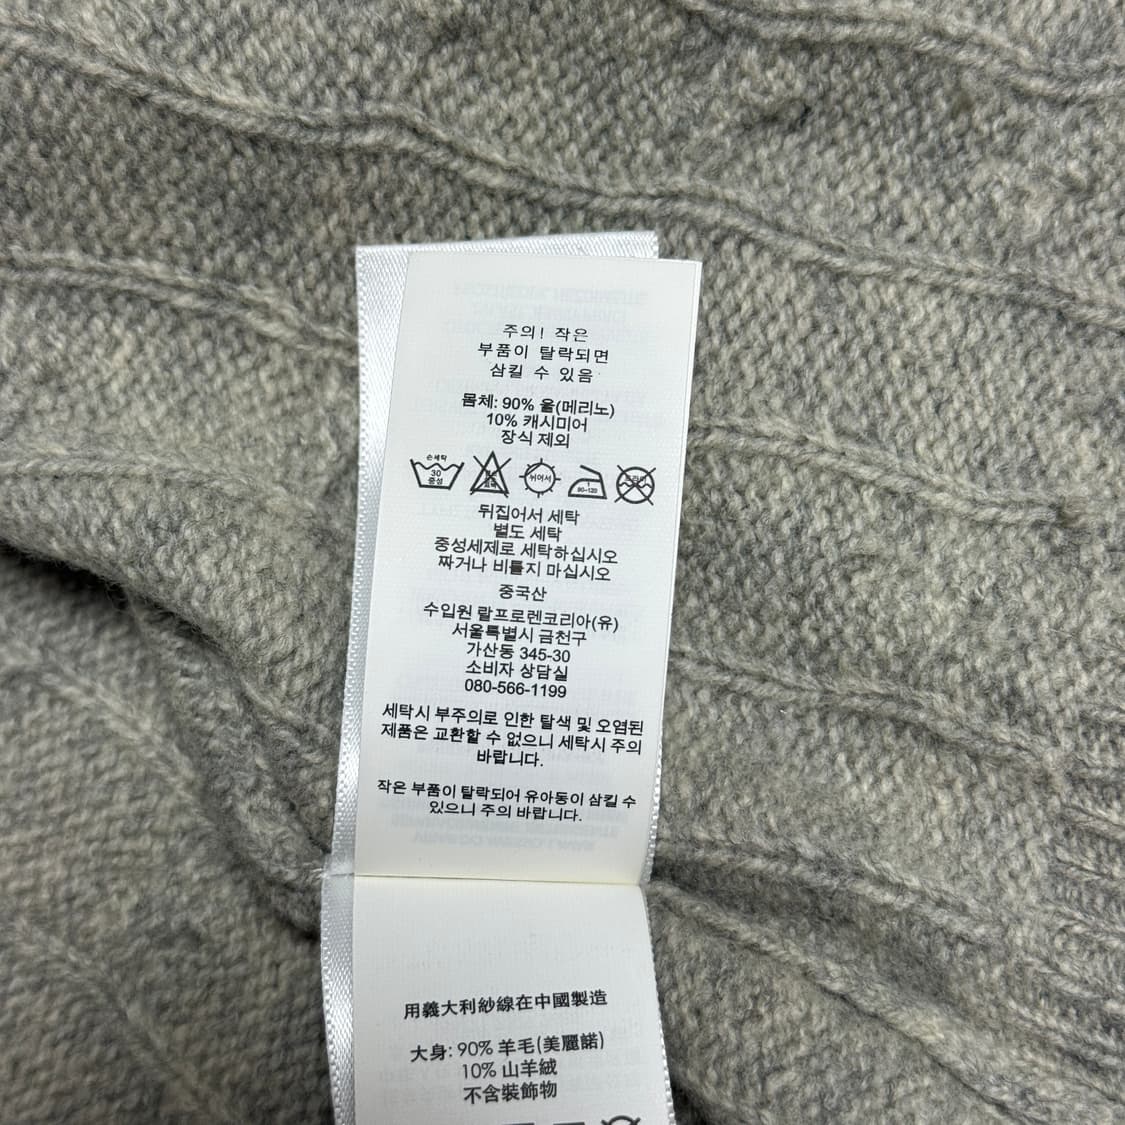 주의! 작은
부품이 탈락되면
삼킬 수 있음
몸체: 90% 울(메리노)
10% 캐시미어
장식 제외
손세탁
30
중성
뉘어서
80~120
드라이
뒤집어서 세탁
별도 세탁
중성세제로 세탁하십시오
짜거나 비틀지 마십시오
중국산
수입원 랄프로렌코리아(유)
서울특별시 금천구
가산동 345-30
소비자 상담실
080-566-1199
세탁시 부주의로 인한 탈색 및 오염된
제품은 교환할 수 없으니 세탁시 주의
바랍니다.
작은 부품이 탈락되어 유아동이 삼킬 수
있으니 주의 바랍니다.
用義大利紗線在中國製造
大身: 90% 羊毛(美麗諾)
10% 山羊絨
不含裝飾物